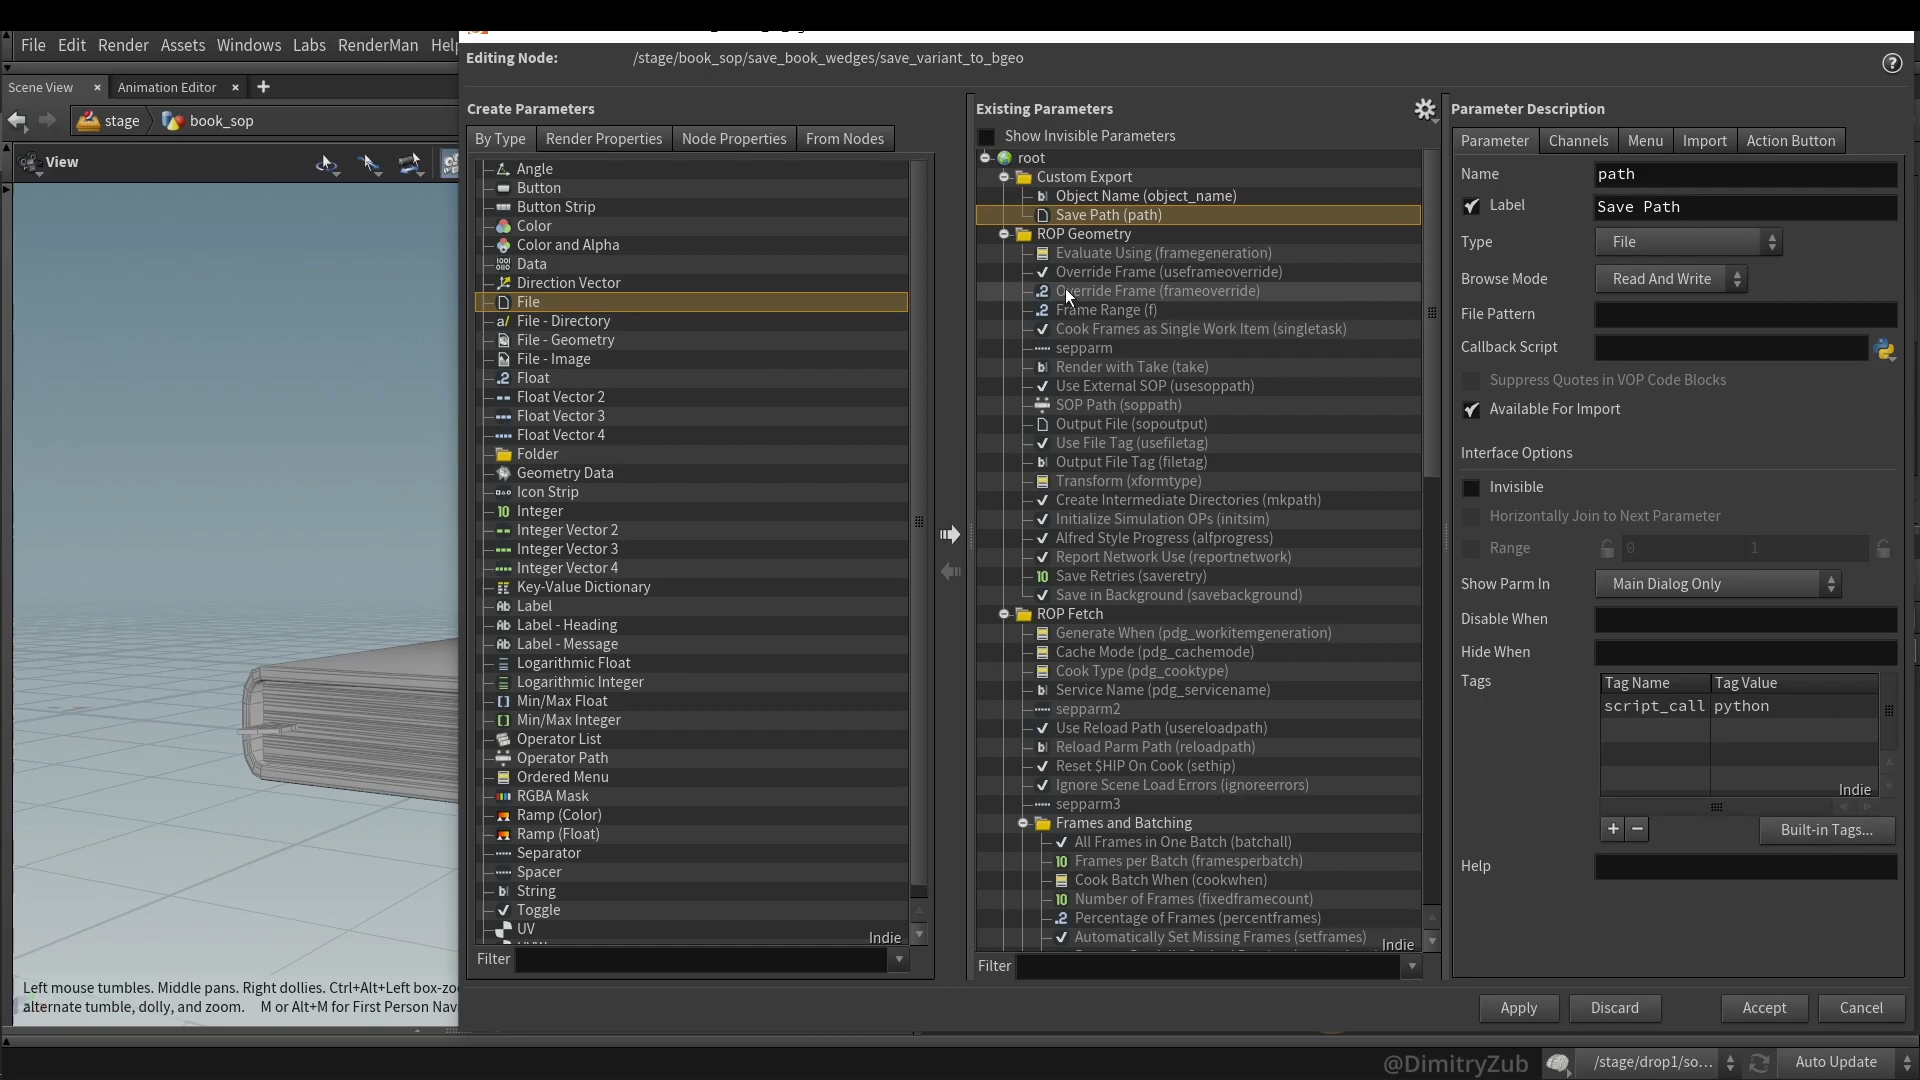 File Edit Render Assets Windows Labs RenderMan Help
Scene View × Animation Editor × +
stage book_sop
View
Left mouse tumbles. Middle pans. Right dollies. Ctrl+Alt+Left box-zo
alternate tumble, dolly, and zoom. M or Alt+M for First Person Nav
Editing Node: /stage/book_sop/save_book_wedges/save_variant_to_bgeo
?
Create Parameters
By Type Render Properties Node Properties From Nodes
Angle
Button
Button Strip
Color
Color and Alpha
Data
Direction Vector
File
File - Directory
File - Geometry
File - Image
Float
Float Vector 2
Float Vector 3
Float Vector 4
Folder
Geometry Data
Icon Strip
Integer
Integer Vector 2
Integer Vector 3
Integer Vector 4
Key-Value Dictionary
Label
Label - Heading
Label - Message
Logarithmic Float
Logarithmic Integer
Min/Max Float
Min/Max Integer
Operator List
Operator Path
Ordered Menu
RGBA Mask
Ramp (Color)
Ramp (Float)
Separator
Spacer
String
Toggle
UV
Indie
Filter
Existing Parameters
Show Invisible Parameters
root
Custom Export
Object Name (object_name)
Save Path (path)
ROP Geometry
Evaluate Using (framegeneration)
Override Frame (useframeoverride)
Override Frame (frameoverride)
Frame Range (f)
Cook Frames as Single Work Item (singletask)
sepparm
Render with Take (take)
Use External SOP (usesoppath)
SOP Path (soppath)
Output File (sopoutput)
Use File Tag (usefiletag)
Output File Tag (filetag)
Transform (xformtype)
Create Intermediate Directories (mkpath)
Initialize Simulation OPs (initsim)
Alfred Style Progress (alfprogress)
Report Network Use (reportnetwork)
Save Retries (saveretry)
Save in Background (savebackground)
ROP Fetch
Generate When (pdg_workitemgeneration)
Cache Mode (pdg_cachemode)
Cook Type (pdg_cooktype)
Service Name (pdg_servicename)
sepparm2
Use Reload Path (usereloadpath)
Reload Parm Path (reloadpath)
Reset $HIP On Cook (sethip)
Ignore Scene Load Errors (ignoreerrors)
sepparm3
Frames and Batching
All Frames in One Batch (batchall)
Frames per Batch (framesperbatch)
Cook Batch When (cookwhen)
Number of Frames (fixedframecount)
Percentage of Frames (percentframes)
Automatically Set Missing Frames (setframes)
Indie
Filter
Parameter Description
Parameter Channels Menu Import Action Button
Name path
Label Save Path
Type File
Browse Mode Read And Write
File Pattern
Callback Script
Suppress Quotes in VOP Code Blocks
Available For Import
Interface Options
Invisible
Horizontally Join to Next Parameter
Range 0 1
Show Parm In Main Dialog Only
Disable When
Hide When
Tags Tag Name Tag Value
script_call python
Indie
+ − Built-in Tags...
Help
Apply Discard Accept Cancel
@DimitryZub /stage/drop1/so... Auto Update